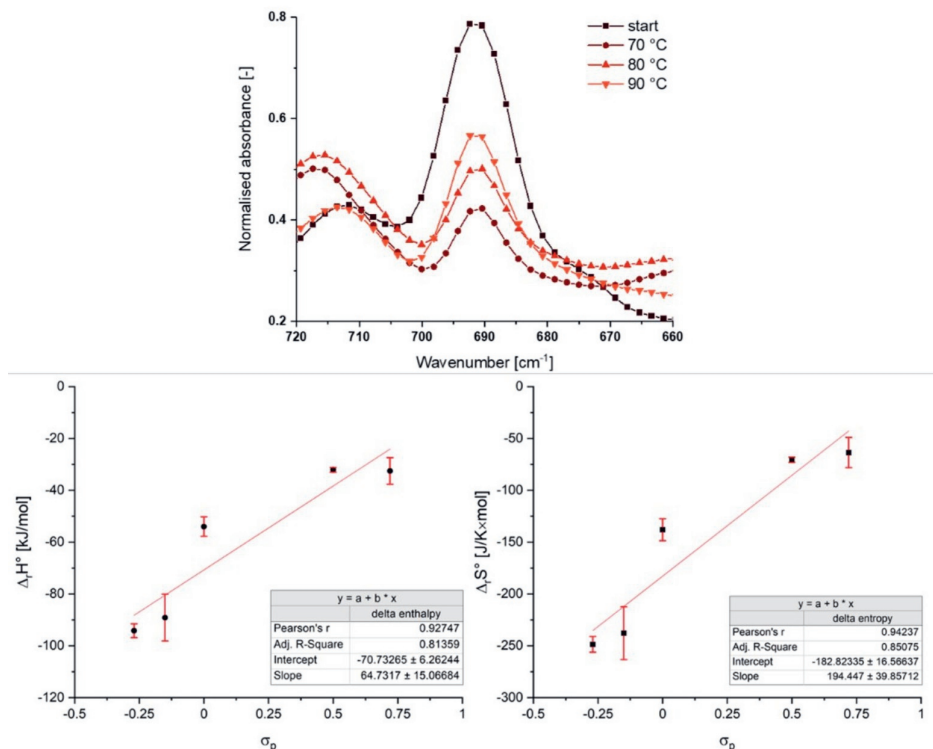 0.8
0.6
0.4
0.2
Normalised absorbance [-]
start
70 °C
80 °C
90 °C
720 710 700 690 680 670 660
Wavenumber [cm⁻¹]
0
-20
-40
-60
-80
-100
-120
ΔrH° [kJ/mol]
y = a + b * x
delta enthalpy
Pearson's r 0.92747
Adj. R-Square 0.81359
Intercept -70.73265 ± 6.26244
Slope 64.7317 ± 15.06684
-0.5 -0.25 0 0.25 0.5 0.75 1
σp
0
-50
-100
-150
-200
-250
-300
ΔrS° [J/K×mol]
y = a + b * x
delta entropy
Pearson's r 0.94237
Adj. R-Square 0.85075
Intercept -182.82335 ± 16.56637
Slope 194.447 ± 39.85712
-0.5 -0.25 0 0.25 0.5 0.75 1
σp